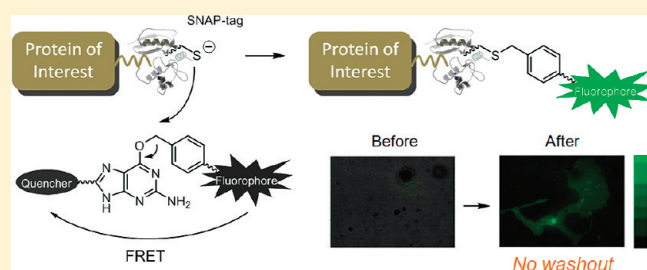 SNAP-tag
Protein of
Interest
S
⊖
Protein of
Interest
S
Fluorophore
O
Quencher
N
N
N
H
N
NH2
Fluorophore
FRET
Before
After
No washout